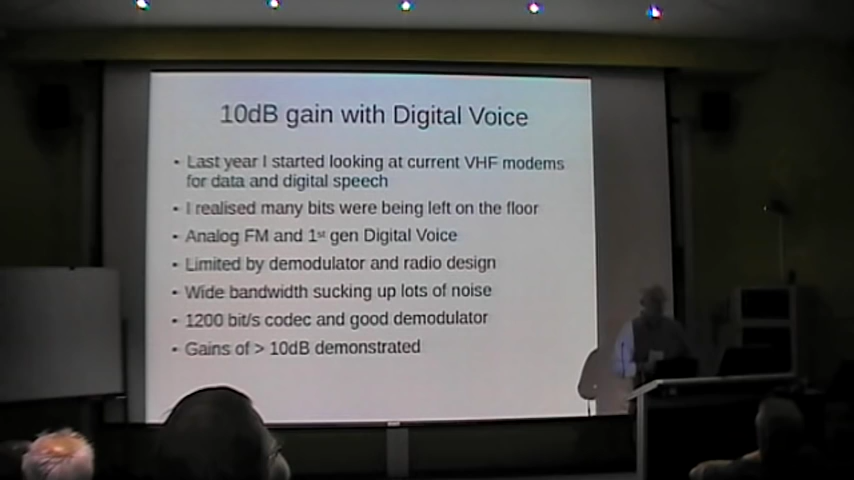 10dB gain with Digital Voice
• Last year I started looking at current VHF modems
for data and digital speech
• I realised many bits were being left on the floor
• Analog FM and 1st gen Digital Voice
• Limited by demodulator and radio design
• Wide bandwidth sucking up lots of noise
• 1200 bit/s codec and good demodulator
• Gains of > 10dB demonstrated